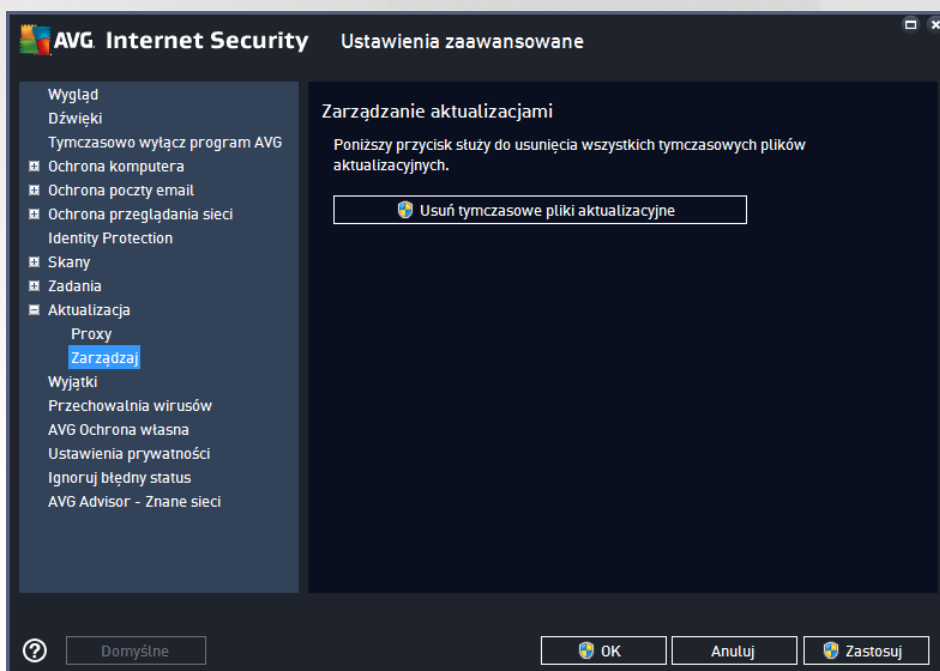 AVG. Internet Security Ustawienia zaawansowane
Wygląd
Dźwięki
Tymczasowo wyłącz program AVG
Ochrona komputera
Ochrona poczty email
Ochrona przeglądania sieci
Identity Protection
Skany
Zadania
Aktualizacja
Proxy
Zarządzaj
Wyjątki
Przechowalnia wirusów
AVG Ochrona własna
Ustawienia prywatności
Ignoruj błędny status
AVG Advisor - Znane sieci
Zarządzanie aktualizacjami
Poniższy przycisk służy do usunięcia wszystkich tymczasowych plików
aktualizacyjnych.
Usuń tymczasowe pliki aktualizacyjne
? Domyślne OK Anuluj Zastosuj